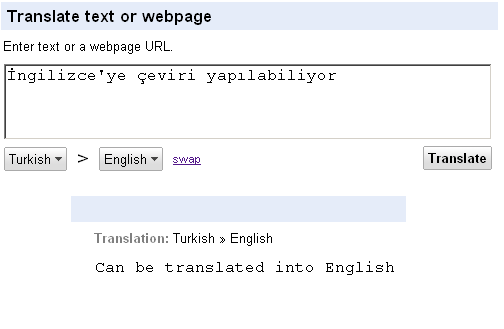 Translate text or webpage
Enter text or a webpage URL.
İngilizce'ye çeviri yapılabiliyor
Turkish > English swap Translate
Translation: Turkish » English
Can be translated into English